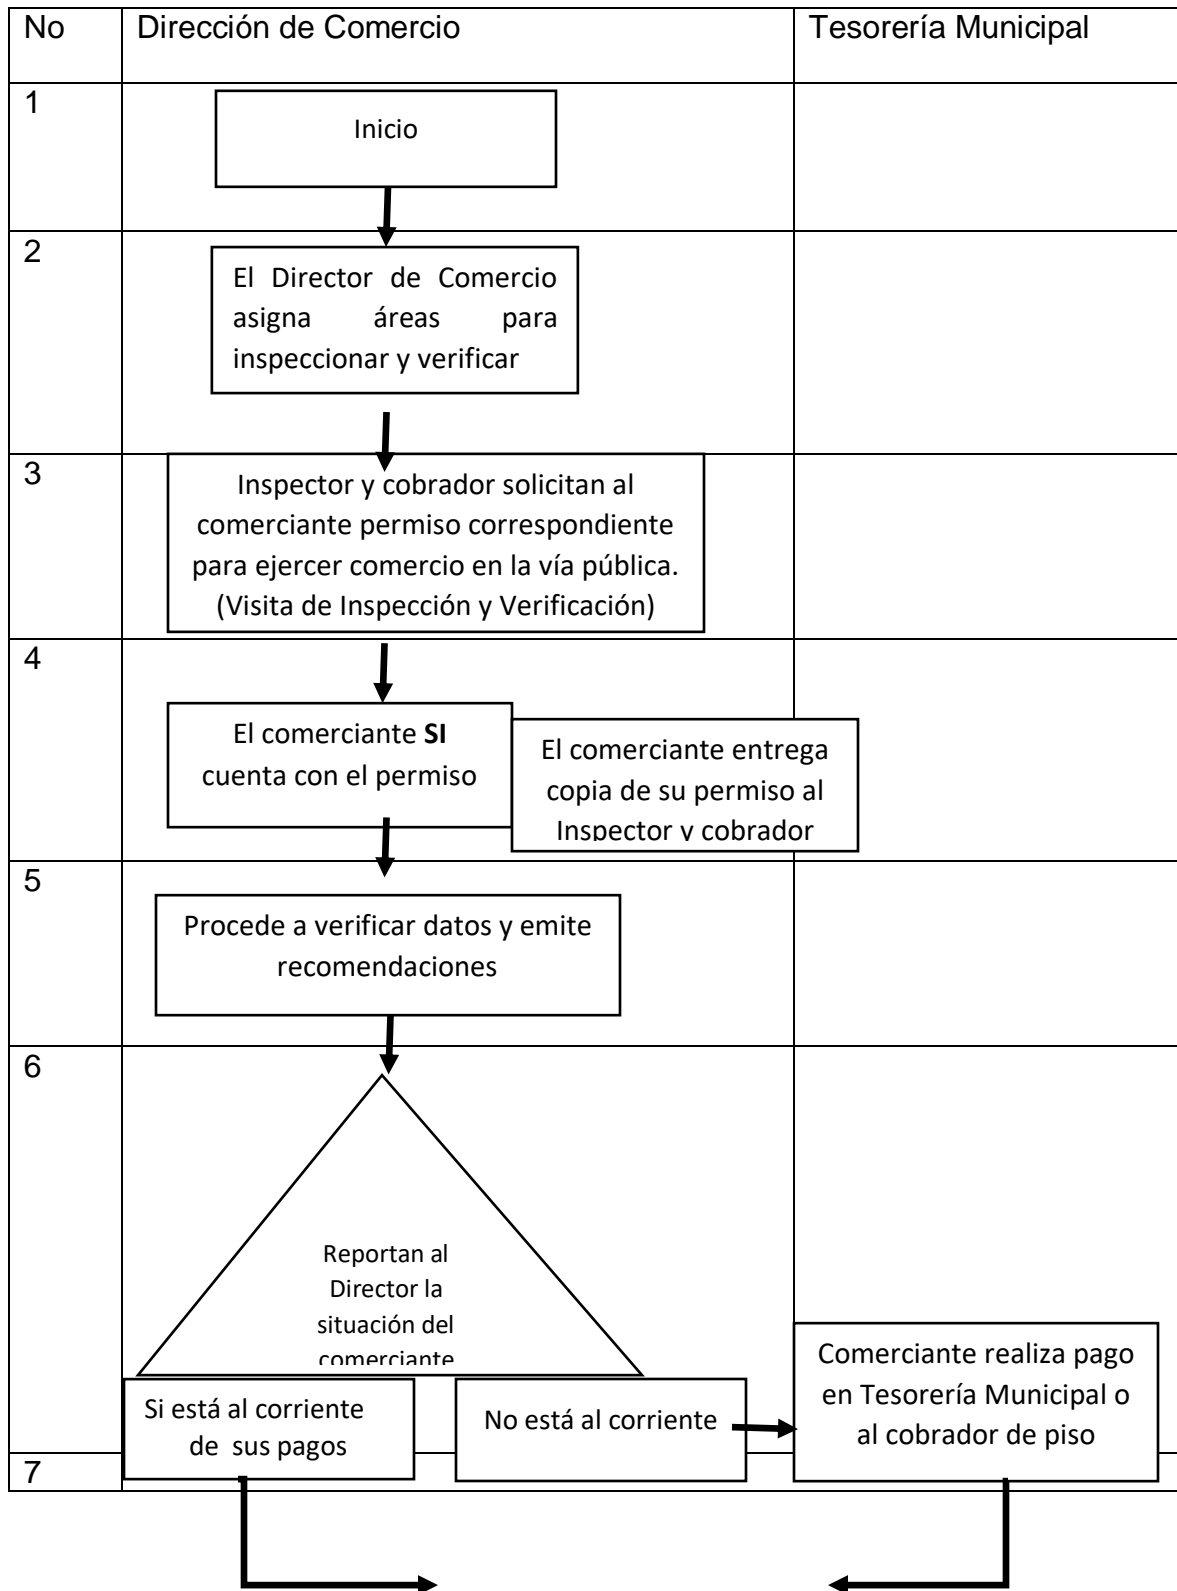 No
Dirección de Comercio
Tesorería Municipal
1
Inicio
2
El Director de Comercio
asigna áreas para
inspeccionar y verificar
3
Inspector y cobrador solicitan al
comerciante permiso correspondiente
para ejercer comercio en la vía pública.
(Visita de Inspección y Verificación)
4
El comerciante SI
cuenta con el permiso
El comerciante entrega
copia de su permiso al
Inspector y cobrador
5
Procede a verificar datos y emite
recomendaciones
6
Reportan al
Director la
situación del
comerciante
Si está al corriente
de sus pagos
No está al corriente
Comerciante realiza pago
en Tesorería Municipal o
al cobrador de piso
7